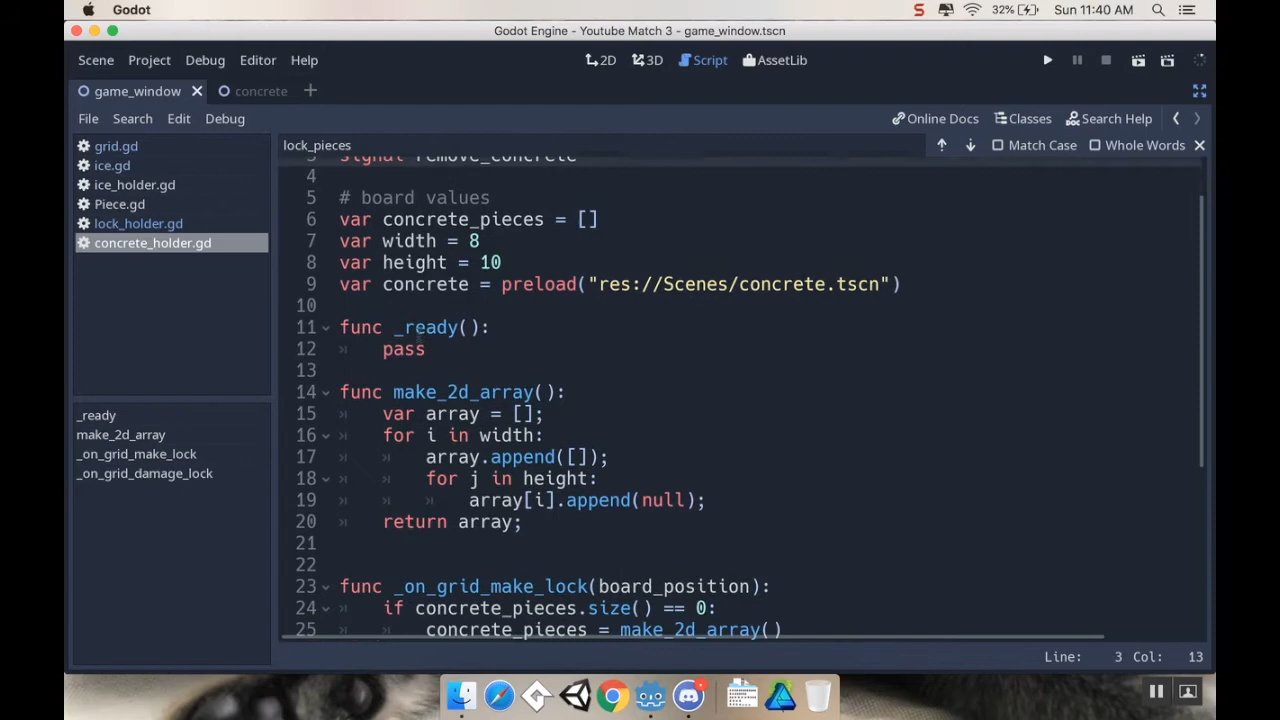 Godot
32%
Sun 11:40 AM
Godot Engine - Youtube Match 3 - game_window.tscn
Scene Project Debug Editor Help
2D 3D Script AssetLib
game_window concrete
File Search Edit Debug
Online Docs Classes Search Help
grid.gd
ice.gd
ice_holder.gd
Piece.gd
lock_holder.gd
concrete_holder.gd
_ready
make_2d_array
_on_grid_make_lock
_on_grid_damage_lock
lock_pieces
Match Case Whole Words
3 signal remove_concrete
4
5 # board values
6 var concrete_pieces = []
7 var width = 8
8 var height = 10
9 var concrete = preload("res://Scenes/concrete.tscn")
10
11 func _ready():
12 pass
13
14 func make_2d_array():
15 var array = [];
16 for i in width:
17 array.append([]);
18 for j in height:
19 array[i].append(null);
20 return array;
21
22
23 func _on_grid_make_lock(board_position):
24 if concrete_pieces.size() == 0:
25 concrete_pieces = make_2d_array()
Line: 3 Col: 13